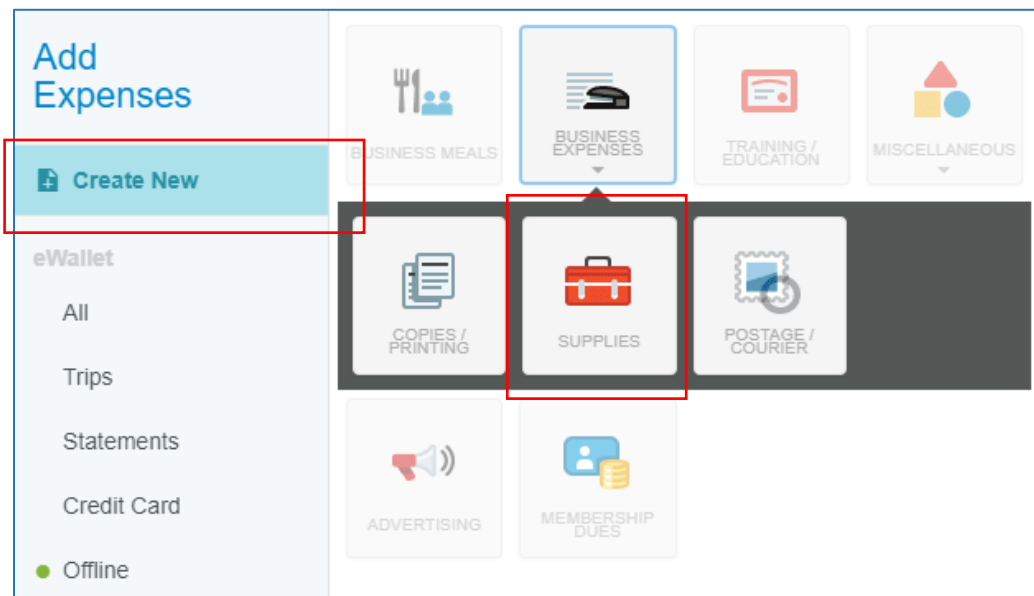 Add
Expenses
Create New
eWallet
All
Trips
Statements
Credit Card
Offline
BUSINESS MEALS
BUSINESS
EXPENSES
TRAINING /
EDUCATION
MISCELLANEOUS
COPIES /
PRINTING
SUPPLIES
POSTAGE /
COURIER
ADVERTISING
MEMBERSHIP
DUES